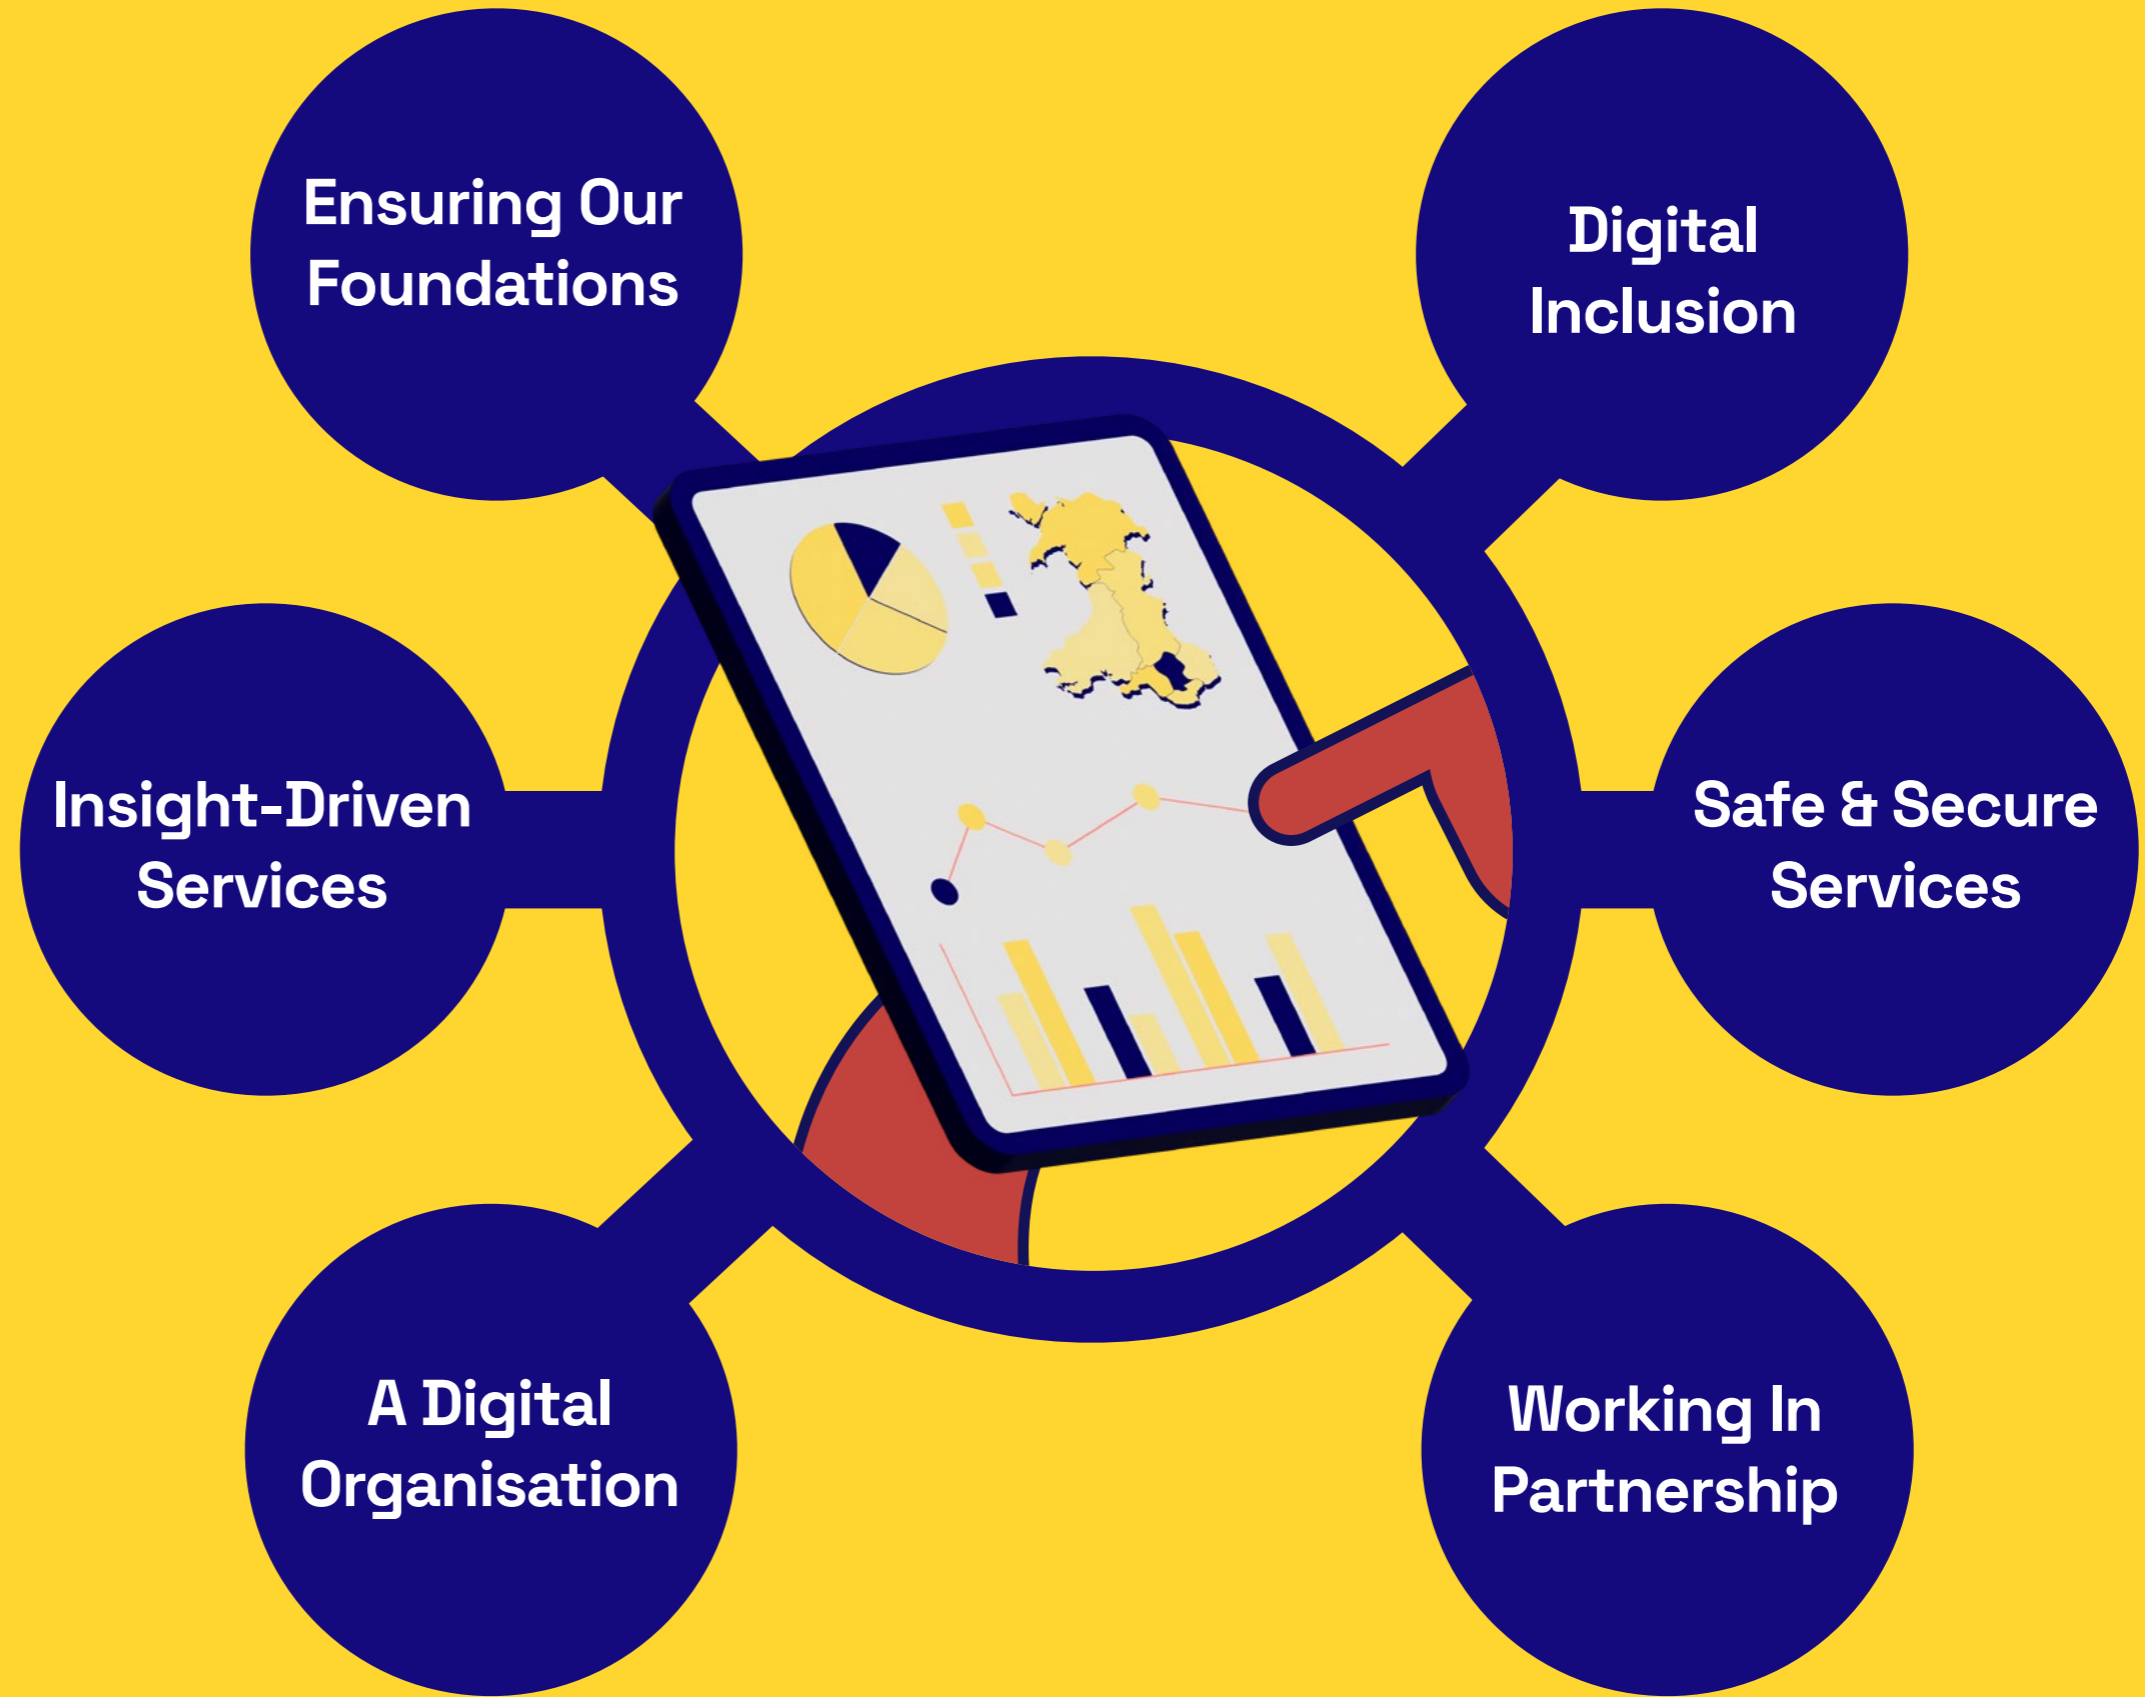 Ensuring Our
Foundations
Digital
Inclusion
Insight-Driven
Services
Safe & Secure
Services
A Digital
Organisation
Working In
Partnership